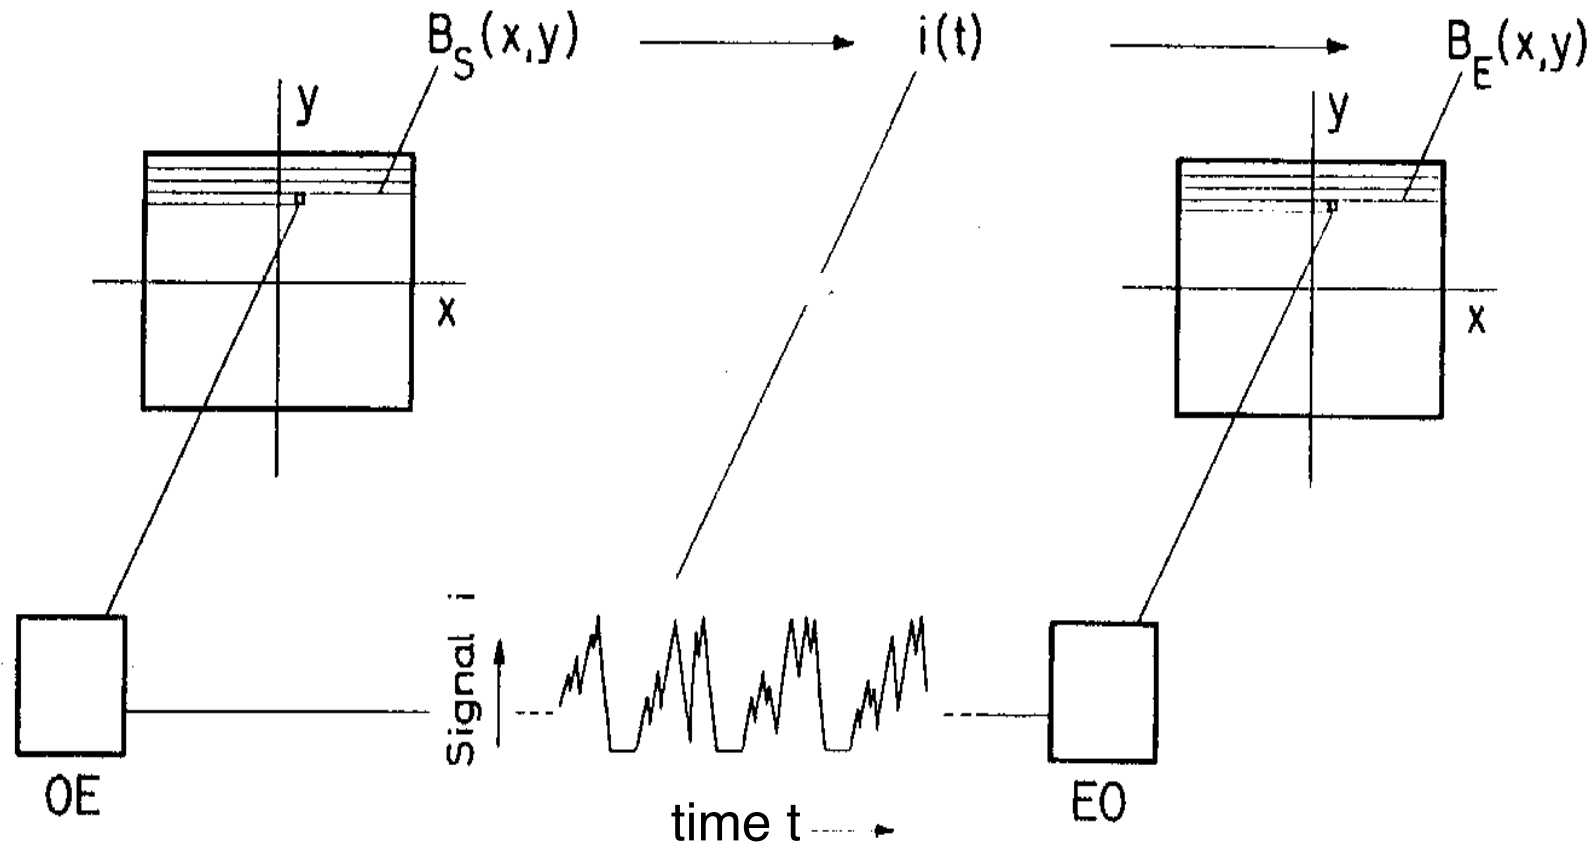 B_S(x,y) i(t) B_E(x,y)
y y
x x
Signal i
OE EO
time t